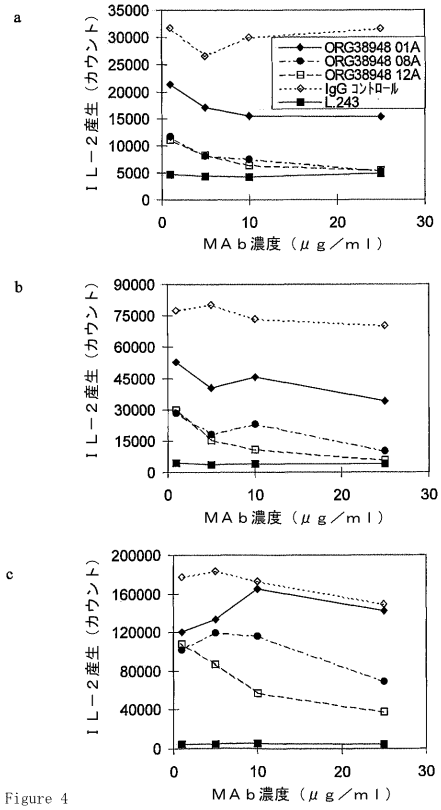 a
35000
30000
25000
20000
15000
10000
5000
0
IL-2産生(カウント)
ORG38948 01A
ORG38948 08A
ORG38948 12A
IgG コントロール
L.243
0 10 20 30
MAb濃度(μg/ml)
b
90000
75000
60000
45000
30000
15000
0
IL-2産生(カウント)
0 10 20 30
MAb濃度(μg/ml)
c
200000
160000
120000
80000
40000
0
IL-2産生(カウント)
0 10 20 30
MAb濃度(μg/ml)
Figure 4